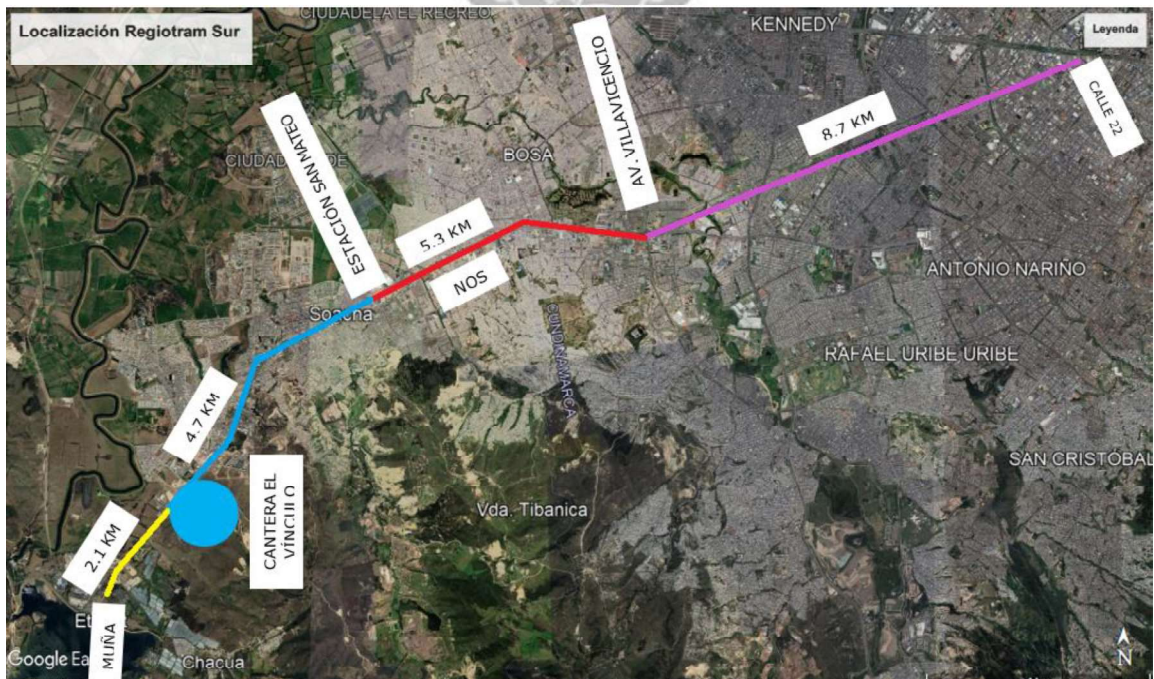 CIUDADELA EL RECREO
KENNEDY
Localización Regiotram Sur
Leyenda
AV. VILLAVICENCIO
CALLE 22
8.7 KM
ESTACION SAN MATEO
BOSA
5.3 KM
NOS
ANTONIO NARIÑO
Soacha
CUNDINAMARCA
RAFAEL URIBE URIBE
4.7 KM
SAN CRISTÓBAL
CANTERA EL
VÍNCULO
Vda. Tibanica
2.1 KM
MUÑA
Chacua
Google
N